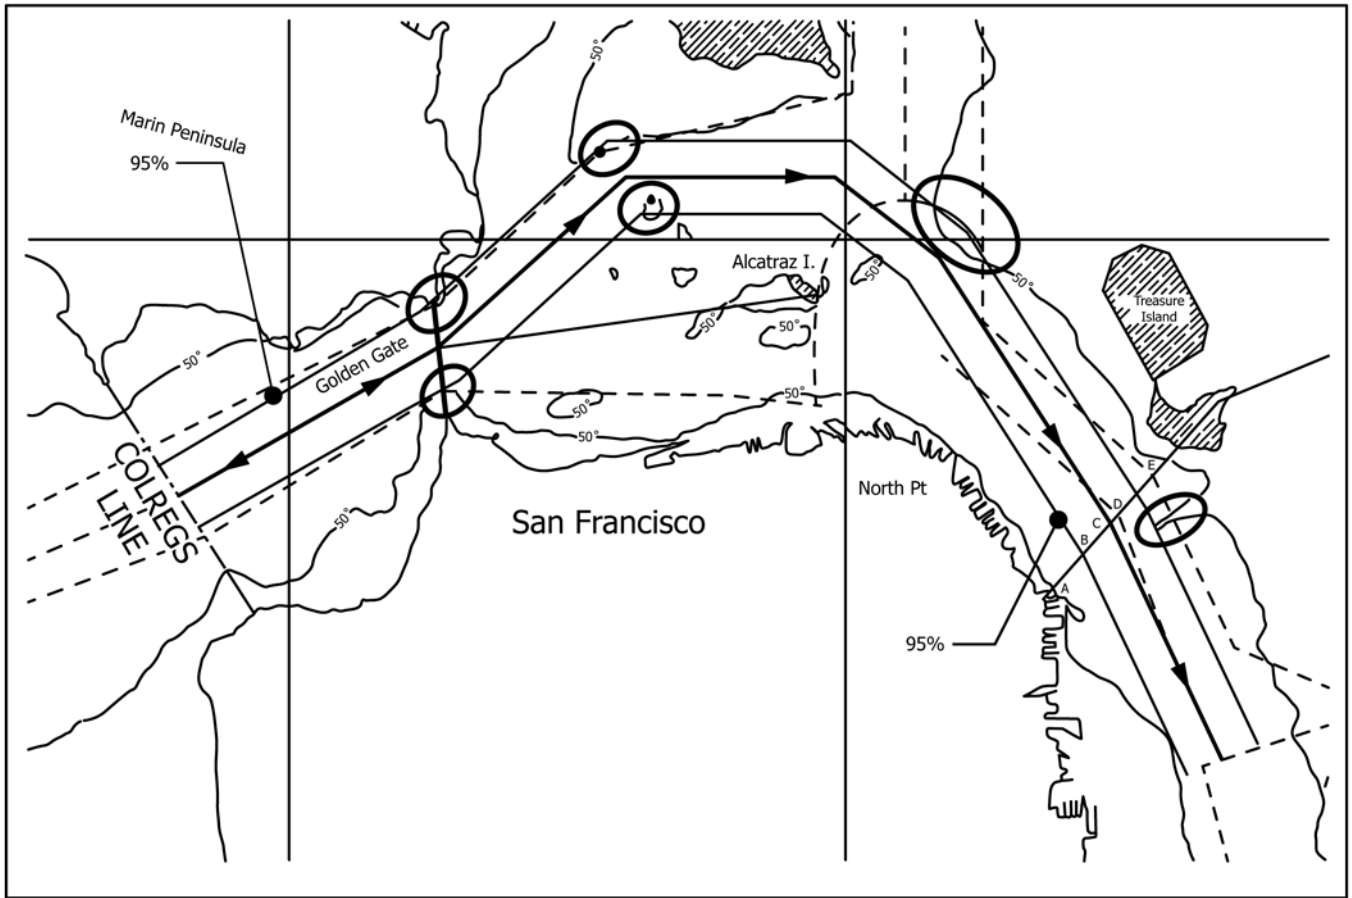 50°
Marin Peninsula
95%
Alcatraz I.
50°
50°
Treasure
Island
50°
50°
50°
Golden Gate
50°
50°
50°
COLREGS
LINE
50°
San Francisco
North Pt
E
D
C
B
A
95%